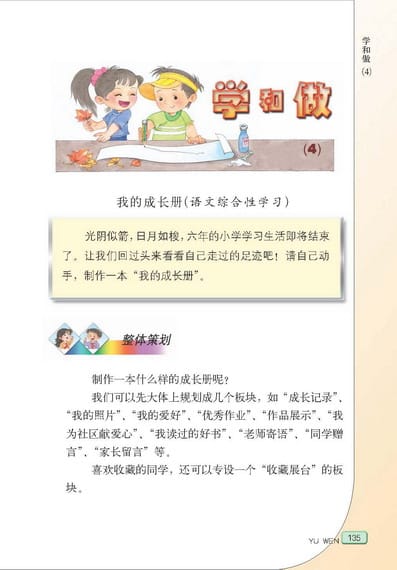 学和做
(4)
学和做
(4)
我的成长册(语文综合性学习)
光阴似箭，日月如梭，六年的小学学习生活即将结束
了。让我们回过头来看看自己走过的足迹吧！请自己动
手，制作一本“我的成长册”。
整体策划
制作一本什么样的成长册呢？
我们可以先大体上规划成几个板块，如“成长记录”、
“我的照片”、“我的爱好”、“优秀作业”、“作品展示”、“我
为社区献爱心”、“我读过的好书”、“老师寄语”、“同学赠
言”、“家长留言”等。
喜欢收藏的同学，还可以专设一个“收藏展台”的板
块。
YU WEN 135